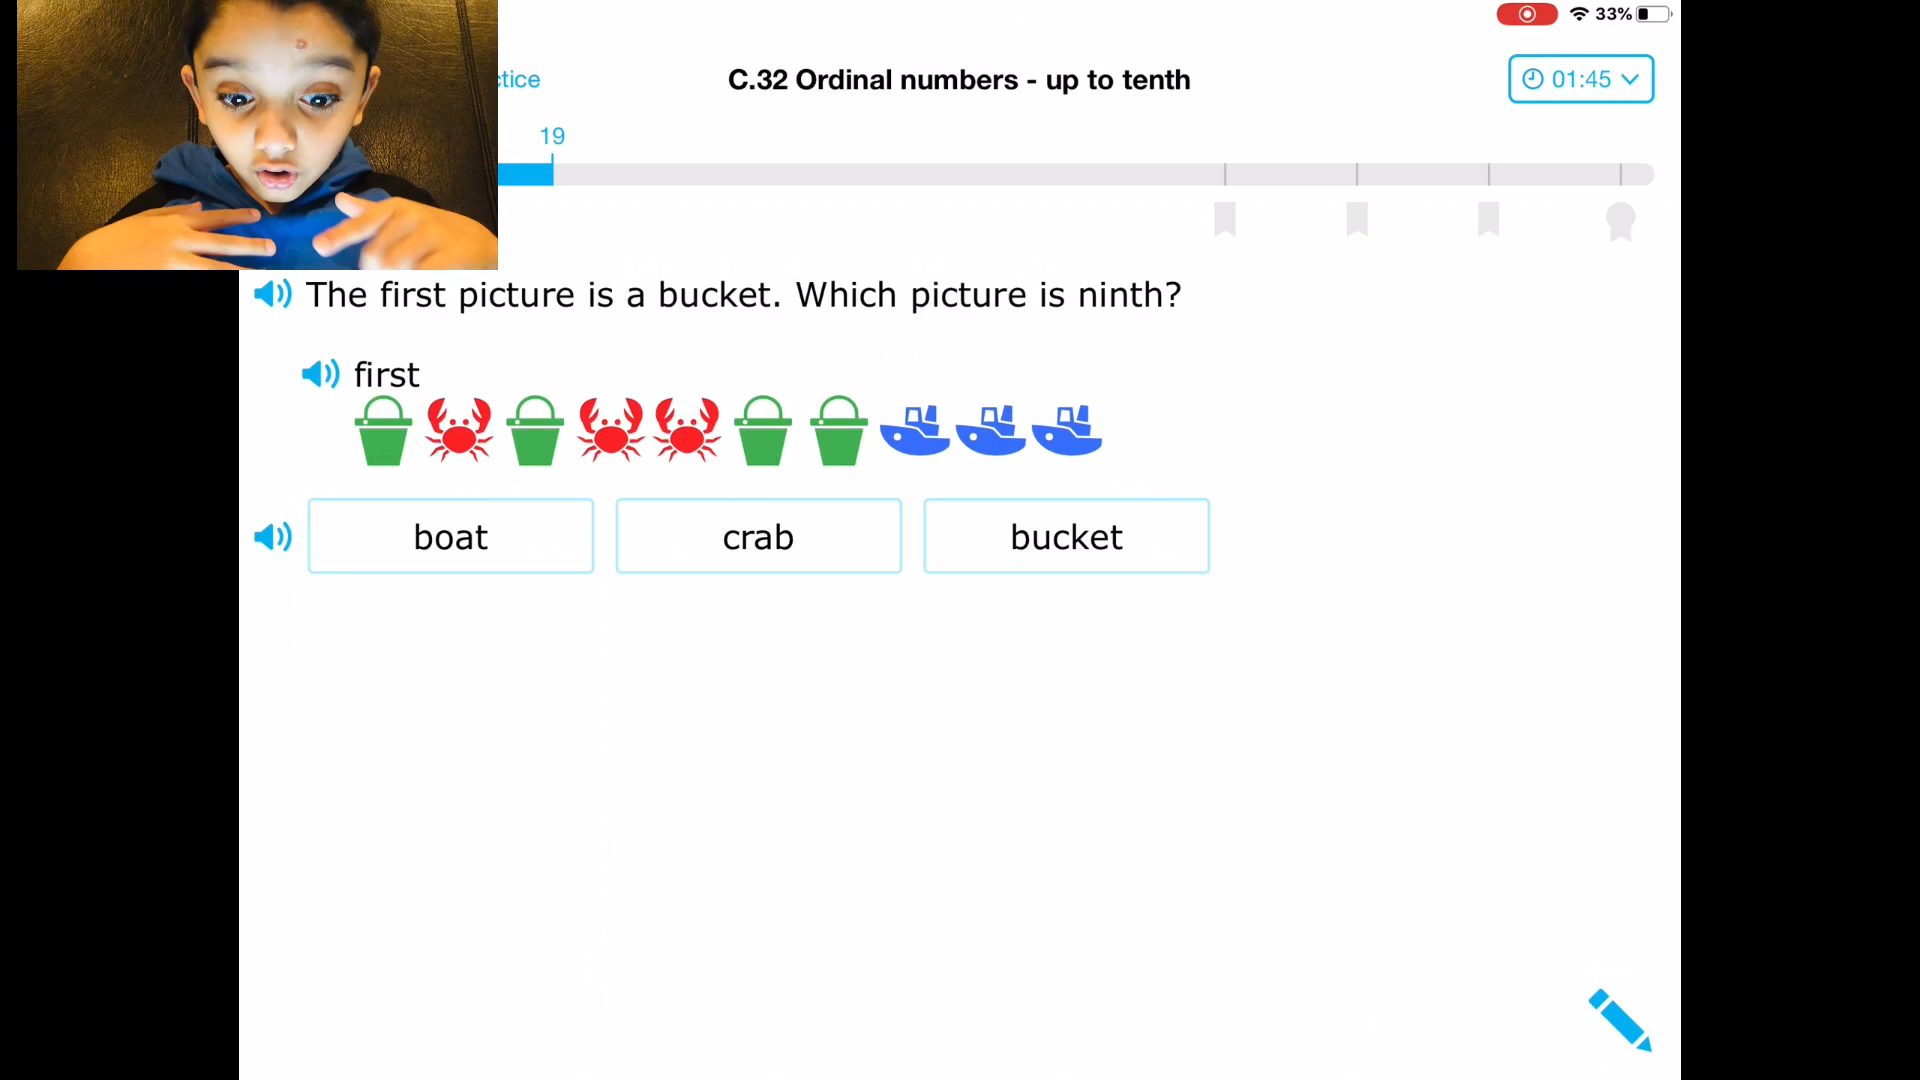 33%
ctice
C.32 Ordinal numbers - up to tenth
01:45
19
The first picture is a bucket. Which picture is ninth?
first
boat crab bucket